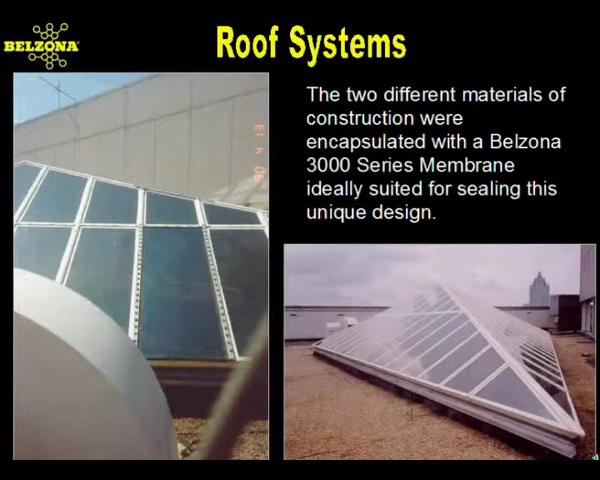 BELZONA
Roof Systems
The two different materials of
construction were
encapsulated with a Belzona
3000 Series Membrane
ideally suited for sealing this
unique design.